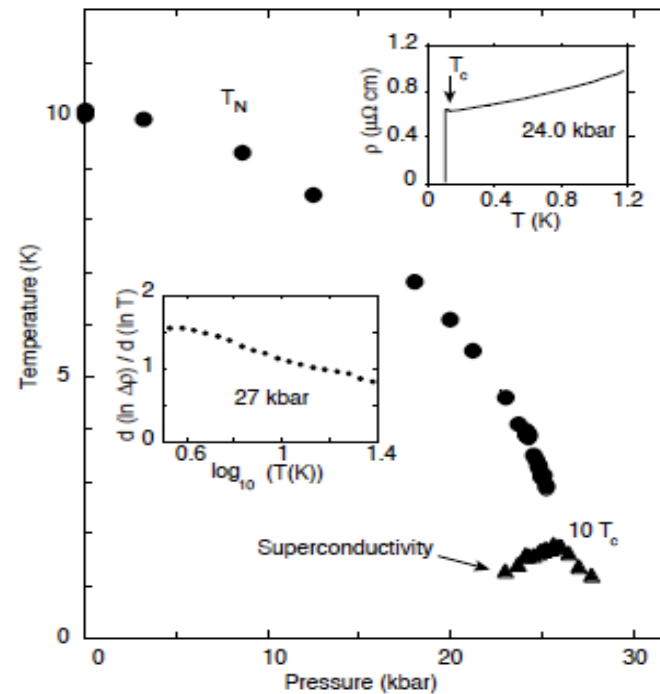 1.2
T_c
0.8
0.4
0
ρ (μΩ cm)
24.0 kbar
0 0.4 0.8 1.2
T (K)
10
T_N
Temperature (K)
2
1
0
d (ln Δρ) / d (ln T)
27 kbar
0.6 1 1.4
log₁₀ (T(K))
5
10 T_c
Superconductivity
0
0 10 20 30
Pressure (kbar)